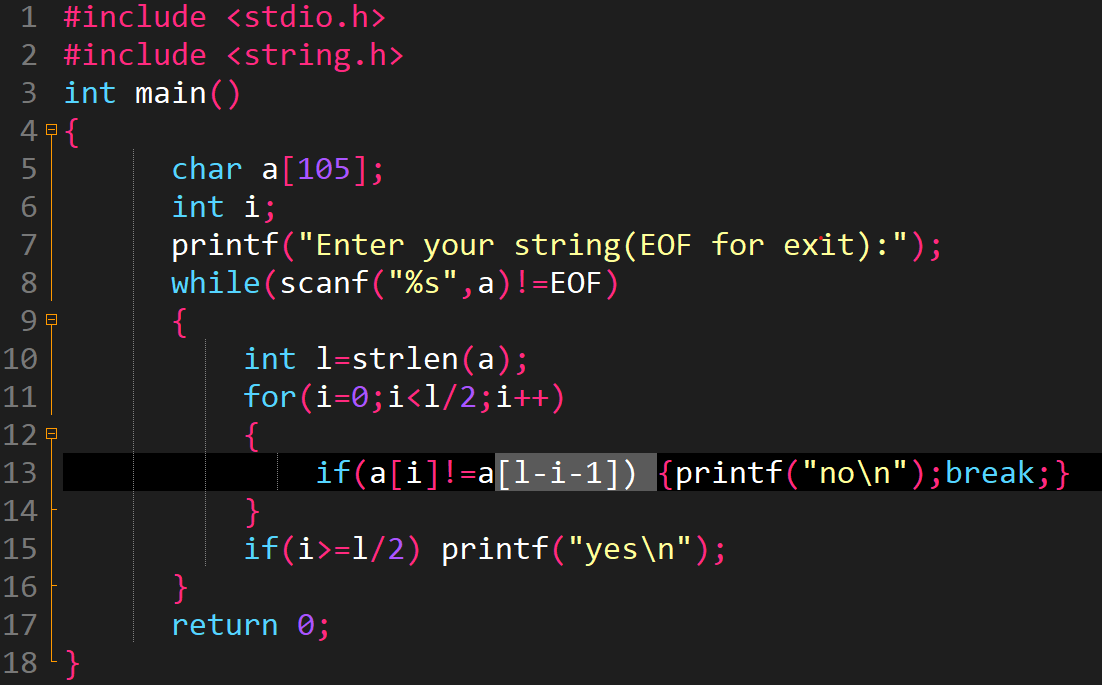 1 #include <stdio.h>
2 #include <string.h>
3 int main()
4 {
5 char a[105];
6 int i;
7 printf("Enter your string(EOF for exit):");
8 while(scanf("%s",a)!=EOF)
9 {
10 int l=strlen(a);
11 for(i=0;i<l/2;i++)
12 {
13 if(a[i]!=a[l-i-1]) {printf("no\n");break;}
14 }
15 if(i>=l/2) printf("yes\n");
16 }
17 return 0;
18 }